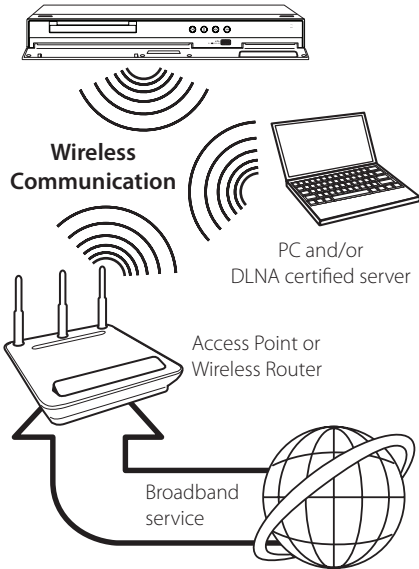 Wireless
Communication
PC and/or
DLNA certified server
Access Point or
Wireless Router
Broadband
service